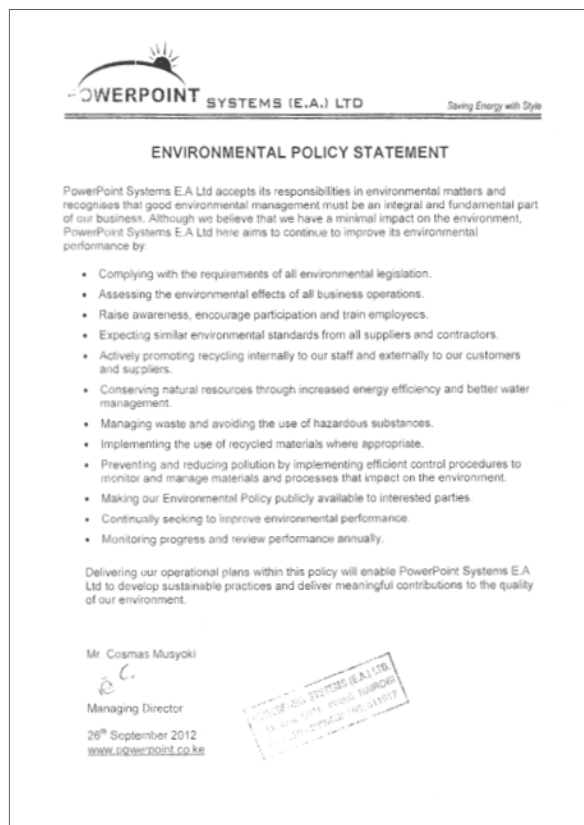 POWERPOINT SYSTEMS (E.A.) LTD
Saving Energy with Style
ENVIRONMENTAL POLICY STATEMENT
PowerPoint Systems E.A Ltd accepts its responsibilities in environmental matters and
recognises that good environmental management must be an integral and fundamental part
of our business. Although we believe that we have a minimal impact on the environment,
PowerPoint Systems E.A Ltd here aims to continue to improve its environmental
performance by:
• Complying with the requirements of all environmental legislation.
• Assessing the environmental effects of all business operations.
• Raise awareness, encourage participation and train employees.
• Expecting similar environmental standards from all suppliers and contractors.
• Actively promoting recycling internally to our staff and externally to our customers
and suppliers.
• Conserving natural resources through increased energy efficiency and better water
management.
• Managing waste and avoiding the use of hazardous substances.
• Implementing the use of recycled materials where appropriate.
• Preventing and reducing pollution by implementing efficient control procedures to
monitor and manage materials and processes that impact on the environment.
• Making our Environmental Policy publicly available to interested parties.
• Continually seeking to improve environmental performance.
• Monitoring progress and review performance annually.
Delivering our operational plans within this policy will enable PowerPoint Systems E.A
Ltd to develop sustainable practices and deliver meaningful contributions to the quality
of our environment.
Mr. Cosmas Musyoki
Managing Director
26th September 2012
www.powerpoint.co.ke
SYSTEMS (E.A.) LTD.
NAIROBI